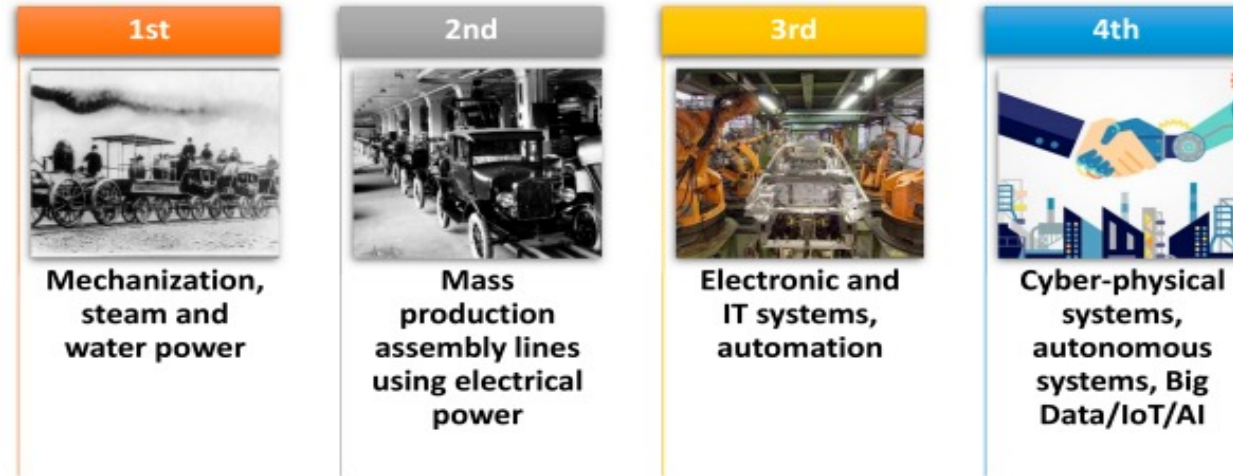 1st
Mechanization,
steam and
water power
2nd
Mass
production
assembly lines
using electrical
power
3rd
Electronic and
IT systems,
automation
4th
Cyber-physical
systems,
autonomous
systems, Big
Data/IoT/AI